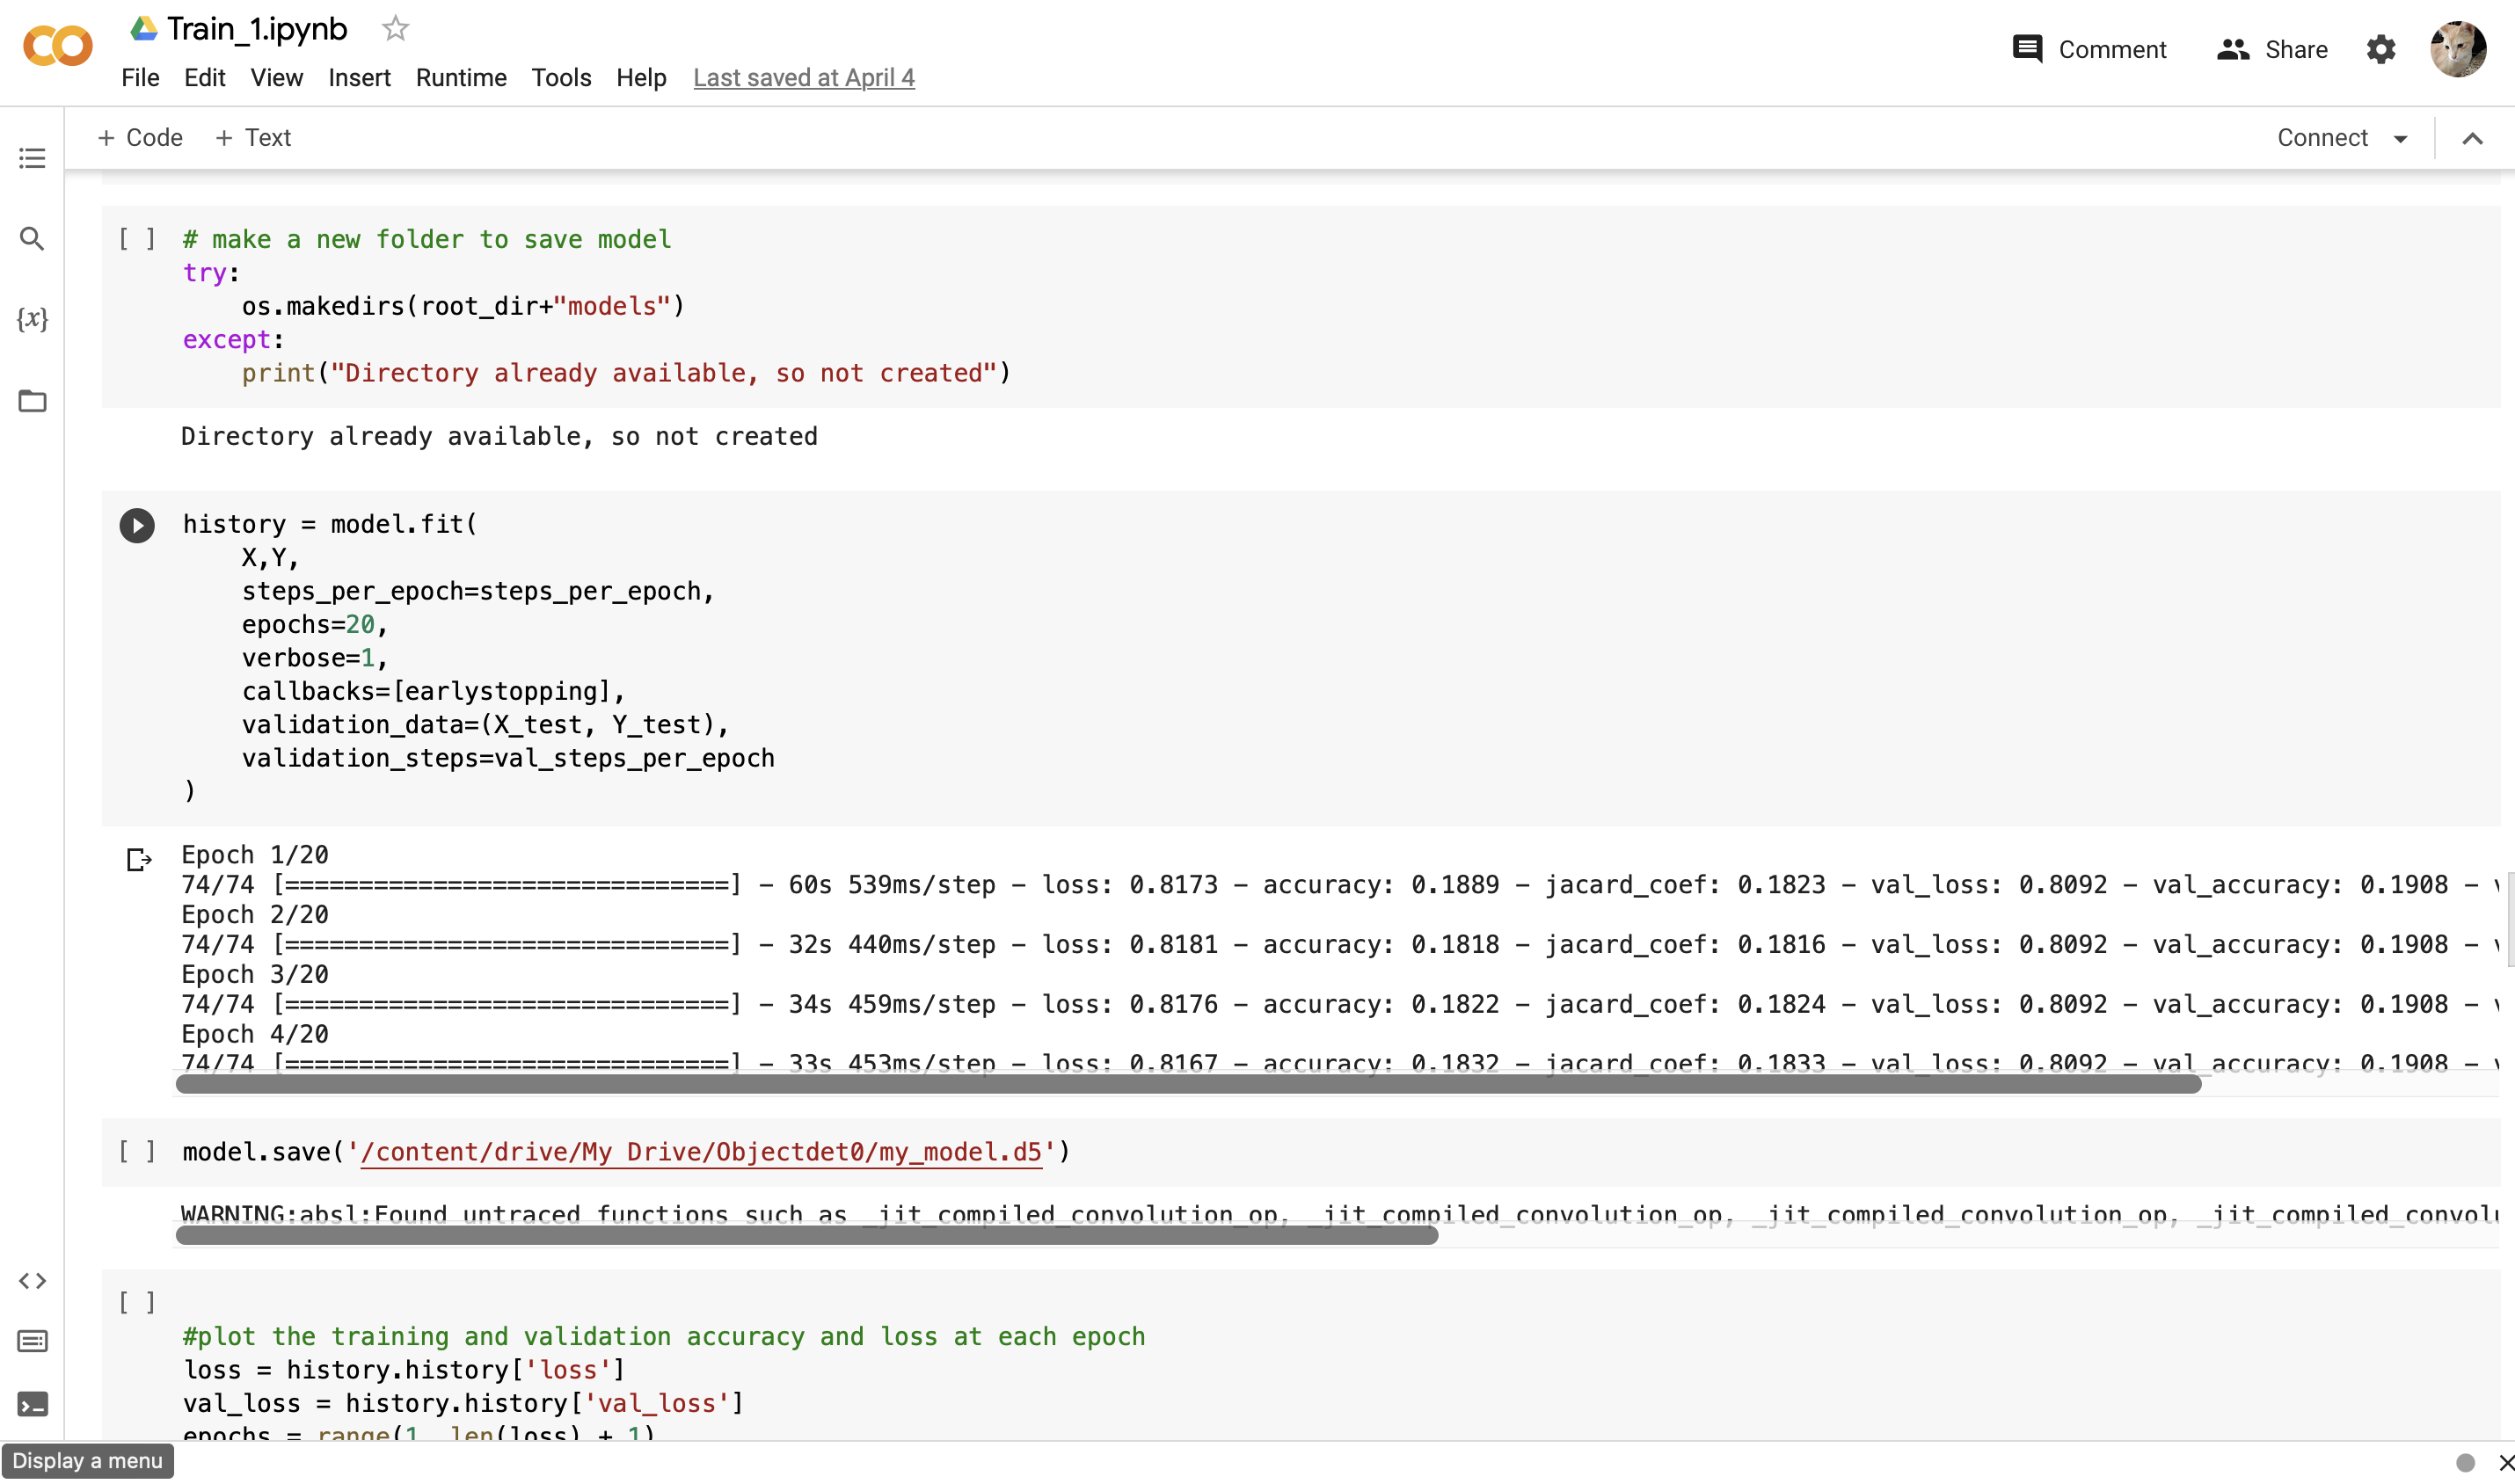 Train_1.ipynb
File Edit View Insert Runtime Tools Help Last saved at April 4
Comment Share
+ Code + Text
Connect
{x}
[ ] # make a new folder to save model
try:
    os.makedirs(root_dir+"models")
except:
    print("Directory already available, so not created")
Directory already available, so not created
history = model.fit(
    X,Y,
    steps_per_epoch=steps_per_epoch,
    epochs=20,
    verbose=1,
    callbacks=[earlystopping],
    validation_data=(X_test, Y_test),
    validation_steps=val_steps_per_epoch
)
Epoch 1/20
74/74 [==============================] - 60s 539ms/step - loss: 0.8173 - accuracy: 0.1889 - jacard_coef: 0.1823 - val_loss: 0.8092 - val_accuracy: 0.1908 -
Epoch 2/20
74/74 [==============================] - 32s 440ms/step - loss: 0.8181 - accuracy: 0.1818 - jacard_coef: 0.1816 - val_loss: 0.8092 - val_accuracy: 0.1908 -
Epoch 3/20
74/74 [==============================] - 34s 459ms/step - loss: 0.8176 - accuracy: 0.1822 - jacard_coef: 0.1824 - val_loss: 0.8092 - val_accuracy: 0.1908 -
Epoch 4/20
74/74 [==============================] - 33s 453ms/step - loss: 0.8167 - accuracy: 0.1832 - jacard_coef: 0.1833 - val_loss: 0.8092 - val_accuracy: 0.1908 -
[ ] model.save('/content/drive/My Drive/Objectdet0/my_model.d5')
WARNING:absl:Found untraced functions such as _jit_compiled_convolution_op, _jit_compiled_convolution_op, _jit_compiled_convolution_op,
[ ]
#plot the training and validation accuracy and loss at each epoch
loss = history.history['loss']
val_loss = history.history['val_loss']
epochs = range(1, len(loss) + 1)
Display a menu